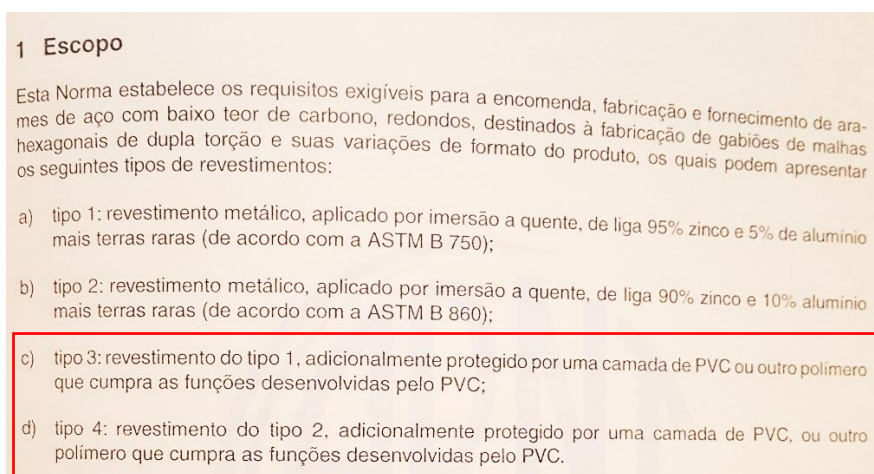 1 Escopo
Esta Norma estabelece os requisitos exigíveis para a encomenda, fabricação e fornecimento de ara-
mes de aço com baixo teor de carbono, redondos, destinados à fabricação de gabiões de malhas
hexagonais de dupla torção e suas variações de formato do produto, os quais podem apresentar
os seguintes tipos de revestimentos:
a) tipo 1: revestimento metálico, aplicado por imersão a quente, de liga 95% zinco e 5% de alumínio
mais terras raras (de acordo com a ASTM B 750);
b) tipo 2: revestimento metálico, aplicado por imersão a quente, de liga 90% zinco e 10% alumínio
mais terras raras (de acordo com a ASTM B 860);
c) tipo 3: revestimento do tipo 1, adicionalmente protegido por uma camada de PVC ou outro polímero
que cumpra as funções desenvolvidas pelo PVC;
d) tipo 4: revestimento do tipo 2, adicionalmente protegido por uma camada de PVC, ou outro
polímero que cumpra as funções desenvolvidas pelo PVC.